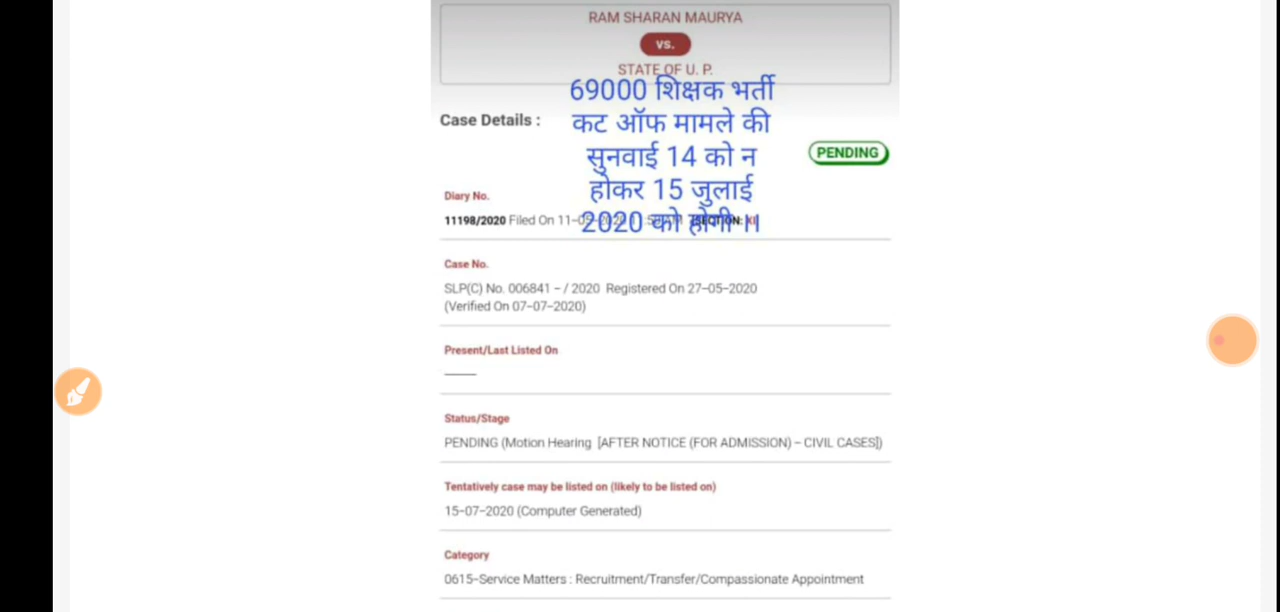 RAM SHARAN MAURYA
vs.
STATE OF U. P.
69000 शिक्षक भर्ती
Case Details :
कट ऑफ मामले की
सुनवाई 14 को न
PENDING
होकर 15 जुलाई
Diary No.
11198/2020 Filed On 11-05-2020
2020 को होगी ।।
SECTION:
Case No.
SLP(C) No. 006841 - / 2020 Registered On 27-05-2020
(Verified On 07-07-2020)
Present/Last Listed On
Status/Stage
PENDING (Motion Hearing [AFTER NOTICE (FOR ADMISSION) - CIVIL CASES])
Tentatively case may be listed on (likely to be listed on)
15-07-2020 (Computer Generated)
Category
0615-Service Matters : Recruitment/Transfer/Compassionate Appointment